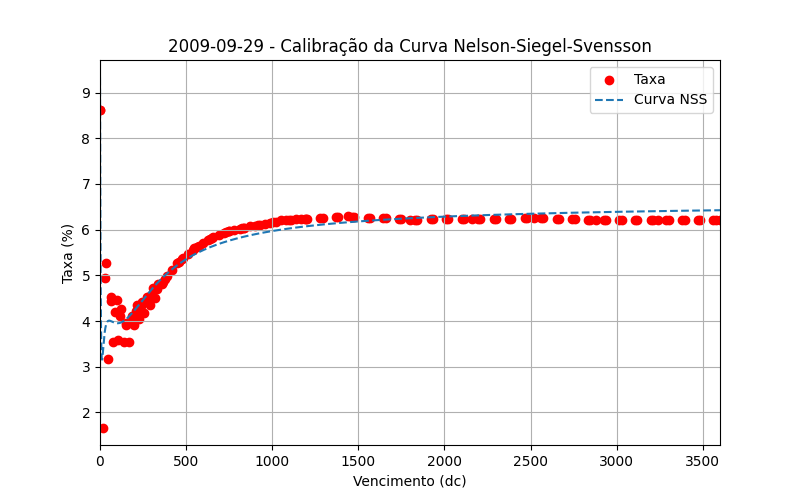 2009-09-29 - Calibração da Curva Nelson-Siegel-Svensson
Taxa
Curva NSS
Taxa (%)
9
8
7
6
5
4
3
2
0 500 1000 1500 2000 2500 3000 3500
Vencimento (dc)